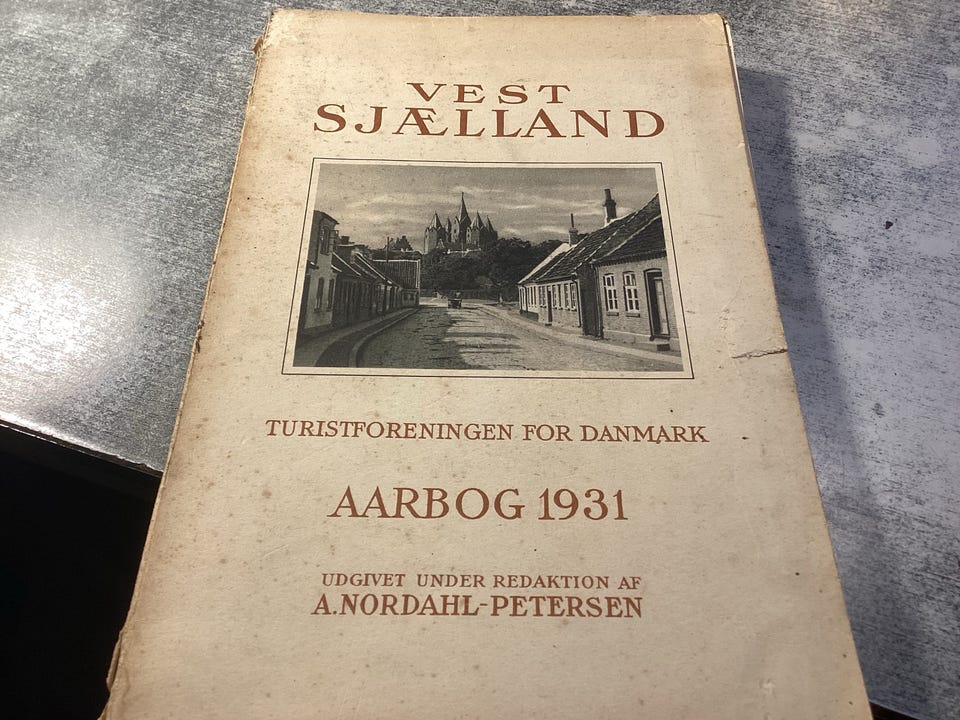 VEST
SJÆLLAND
TURISTFORENINGEN FOR DANMARK
AARBOG 1931
UDGIVET UNDER REDAKTION AF
A.NORDAHL-PETERSEN